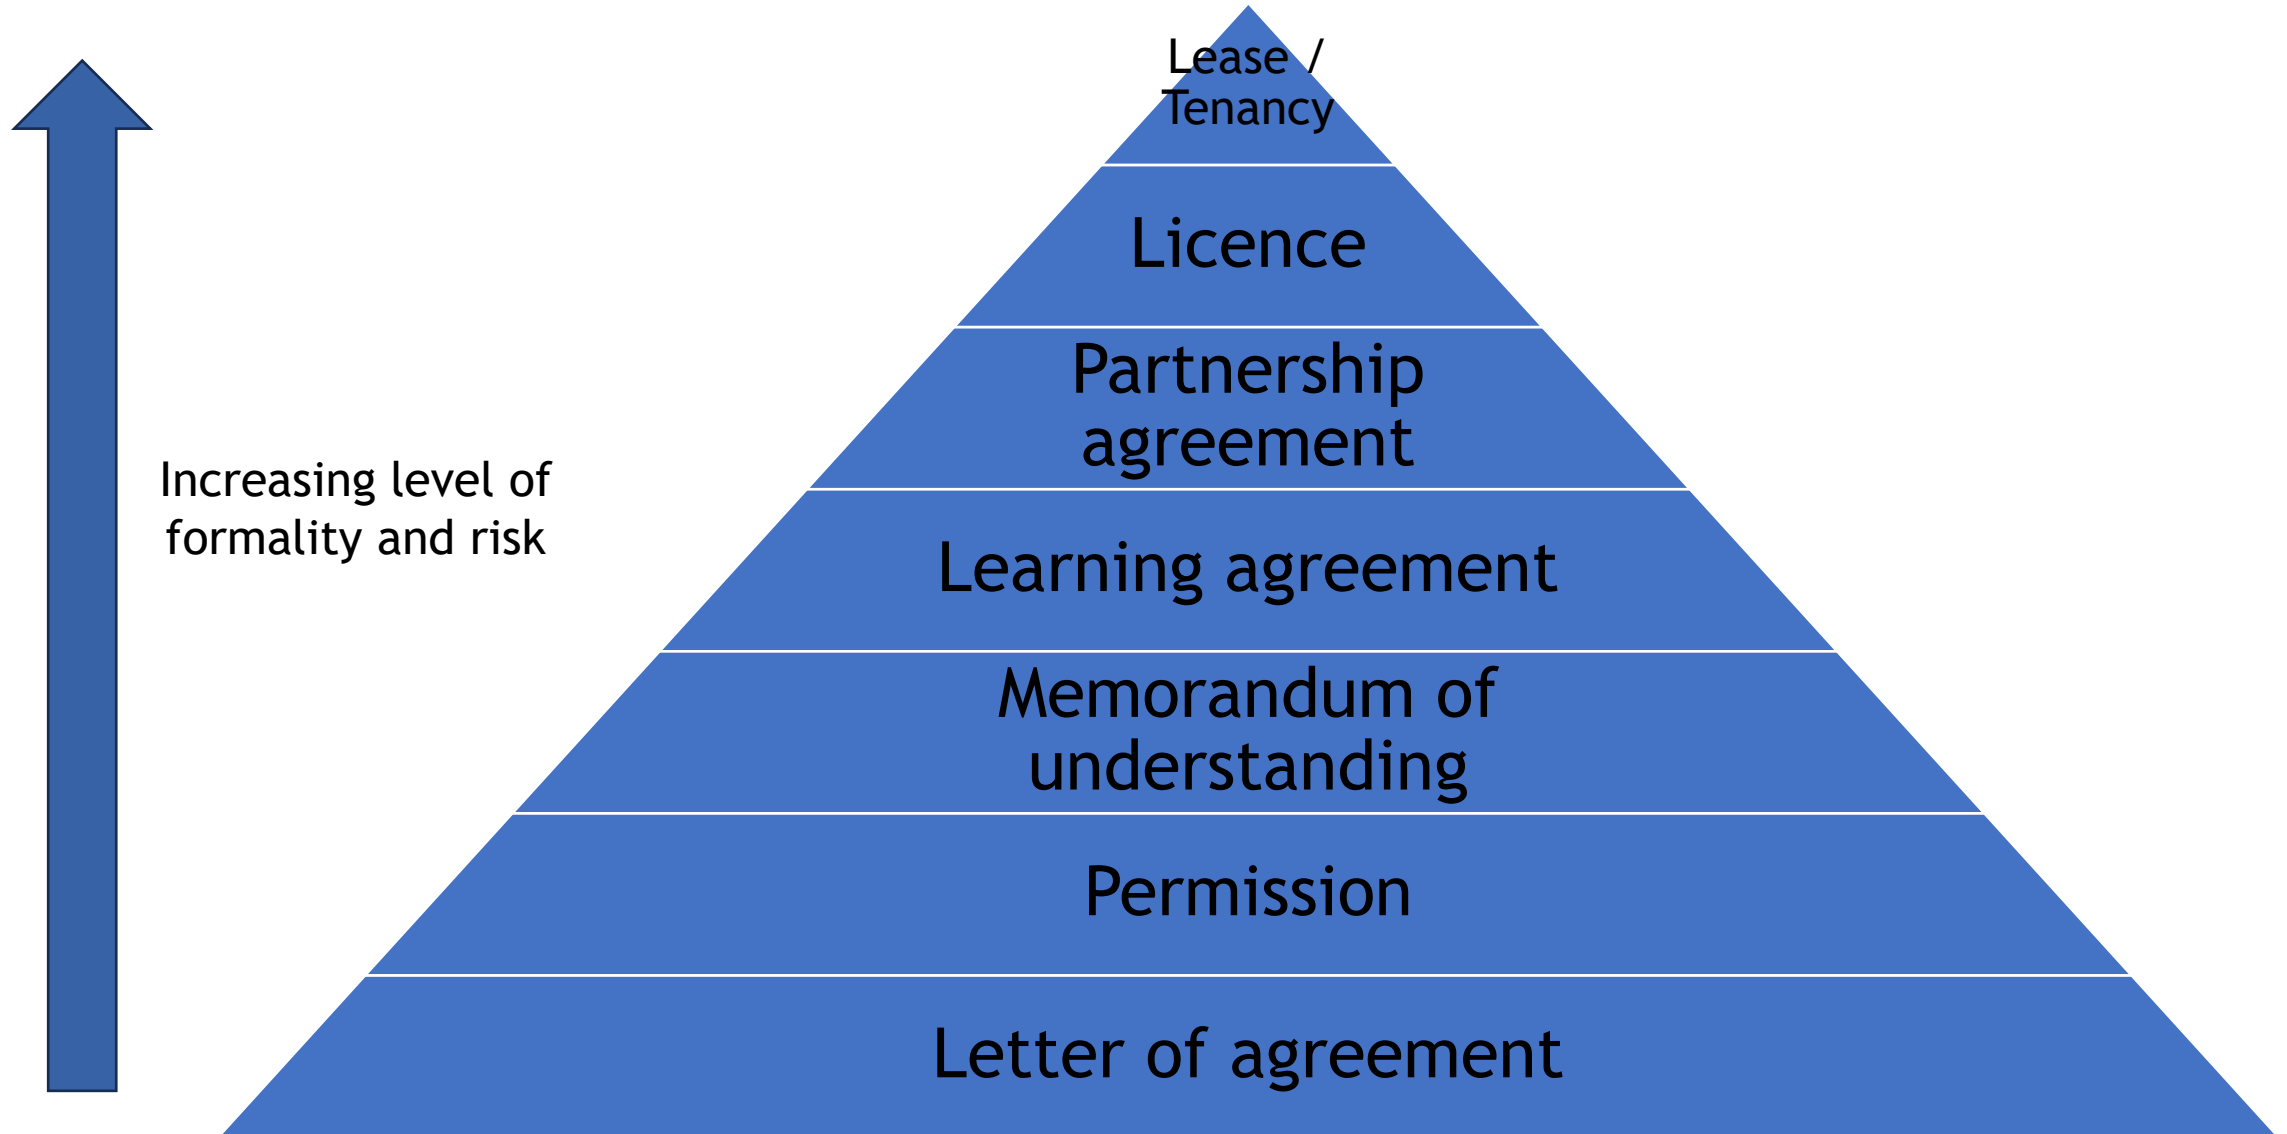 Lease /
Tenancy
Licence
Partnership
agreement
Increasing level of
formality and risk
Learning agreement
Memorandum of
understanding
Permission
Letter of agreement